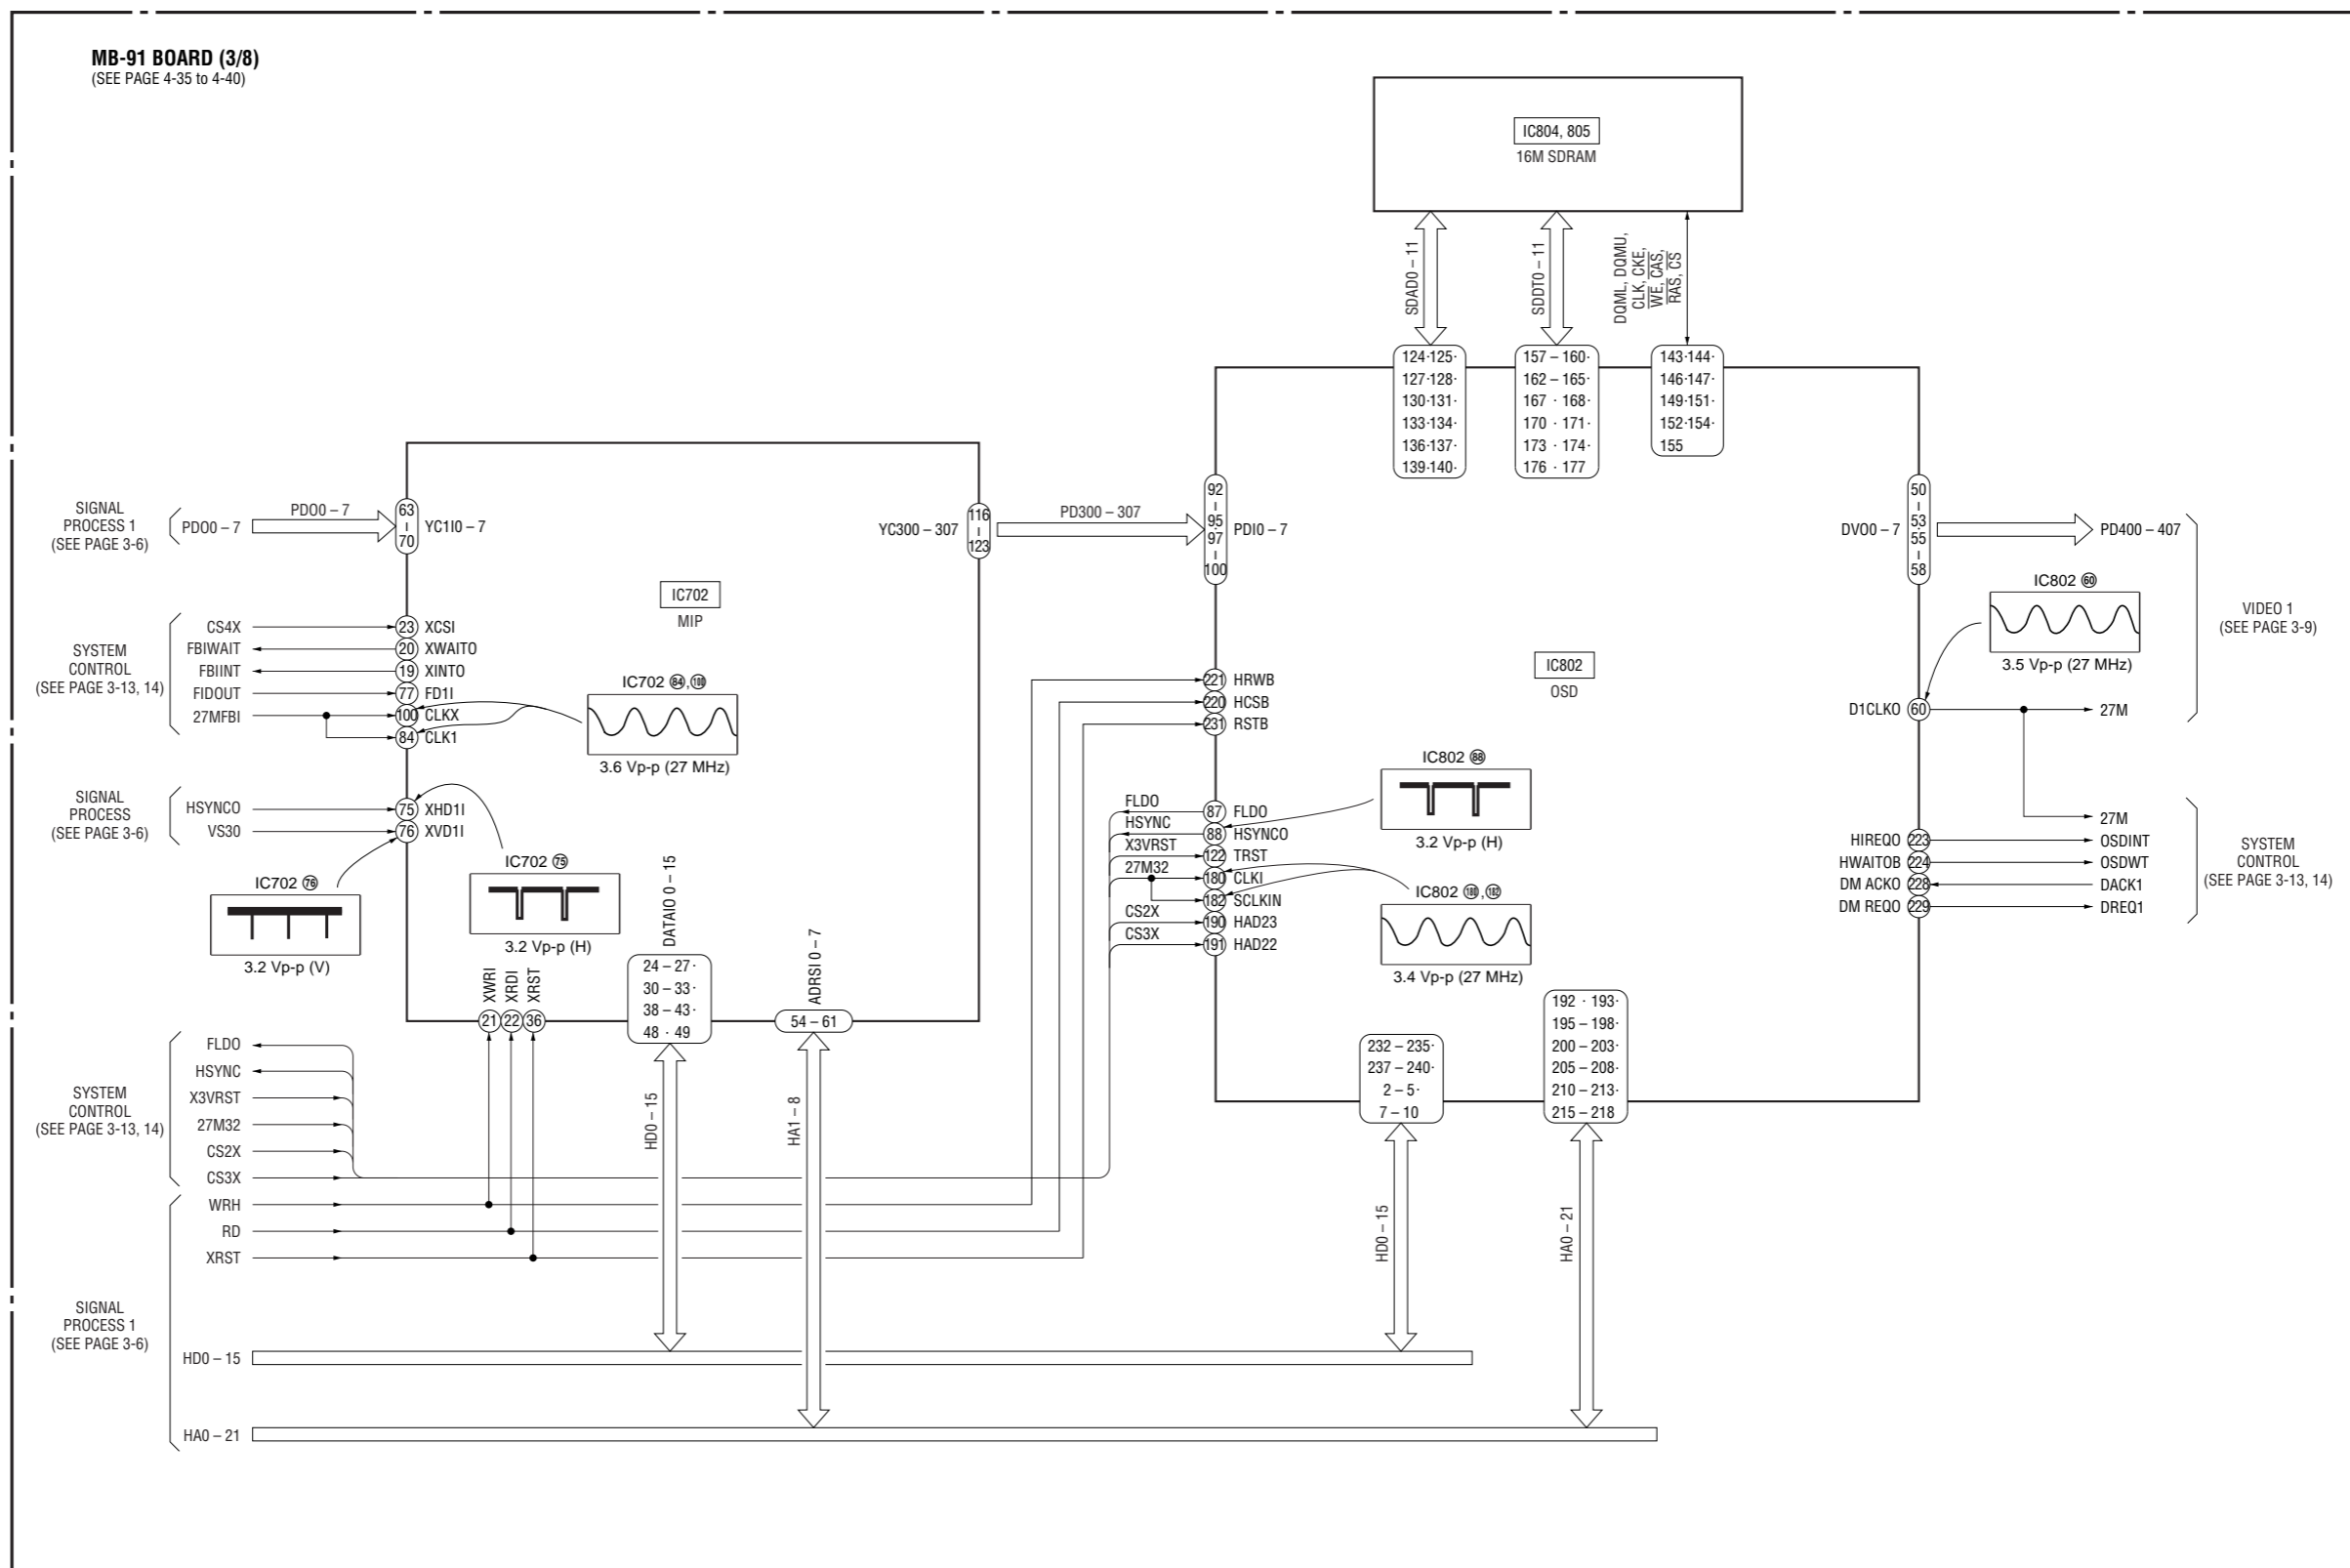 MB-91 BOARD (3/8)
(SEE PAGE 4-35 to 4-40)
IC804, 805
16M SDRAM
SDAD0 – 11
SDDT0 – 11
DQML, DQMU,
CLK, CKE,
WE, CAS,
RAS, CS
124·125·
127·128·
130·131·
133·134·
136·137·
139·140·
157 – 160·
162 – 165·
167 · 168·
170 · 171·
173 · 174·
176 · 177
143·144·
146·147·
149·151·
152·154·
155
SIGNAL
PROCESS 1
(SEE PAGE 3-6)
PD00 – 7
PD00 – 7
63
–
70
YC1I0 – 7
YC300 – 307
116
–
123
PD300 – 307
92
–
95
·
97
–
100
PDI0 – 7
DV00 – 7
50
–
53
·
55
–
58
PD400 – 407
IC702
MIP
IC802
OSD
SYSTEM
CONTROL
(SEE PAGE 3-13, 14)
CS4X
23 XCSI
FBIWAIT
20 XWAITO
FBIINT
19 XINTO
FIDOUT
77 FD1I
27MFBI
100 CLKX
84 CLK1
IC702 84,100
3.6 Vp-p (27 MHz)
SIGNAL
PROCESS
(SEE PAGE 3-6)
HSYNCO
75 XHD1I
VS30
76 XVD1I
IC702 76
3.2 Vp-p (V)
IC702 75
3.2 Vp-p (H)
XWRI
XRDI
XRST
21 22 36
DATAIO 0 – 15
24 – 27·
30 – 33·
38 – 43·
48 · 49
ADRSI 0 – 7
54 – 61
221 HRWB
220 HCSB
231 RSTB
FLDO
87 FLDO
HSYNC
88 HSYNCO
X3VRST
122 TRST
27M32
180 CLKI
182 SCLKIN
CS2X
190 HAD23
CS3X
191 HAD22
IC802 88
3.2 Vp-p (H)
IC802 180,182
3.4 Vp-p (27 MHz)
IC802 60
3.5 Vp-p (27 MHz)
VIDEO 1
(SEE PAGE 3-9)
D1CLKO 60
27M
27M
HIREQO 223
OSDINT
HWAITOB 224
OSDWT
DM ACKO 228
DACK1
DM REQO 229
DREQ1
SYSTEM
CONTROL
(SEE PAGE 3-13, 14)
232 – 235·
237 – 240·
2 – 5·
7 – 10
192 · 193·
195 – 198·
200 – 203·
205 – 208·
210 – 213·
215 – 218
SYSTEM
CONTROL
(SEE PAGE 3-13, 14)
FLDO
HSYNC
X3VRST
27M32
CS2X
CS3X
WRH
RD
XRST
HD0 – 15
HA1 – 8
HD0 – 15
HA0 – 21
SIGNAL
PROCESS 1
(SEE PAGE 3-6)
HD0 – 15
HA0 – 21